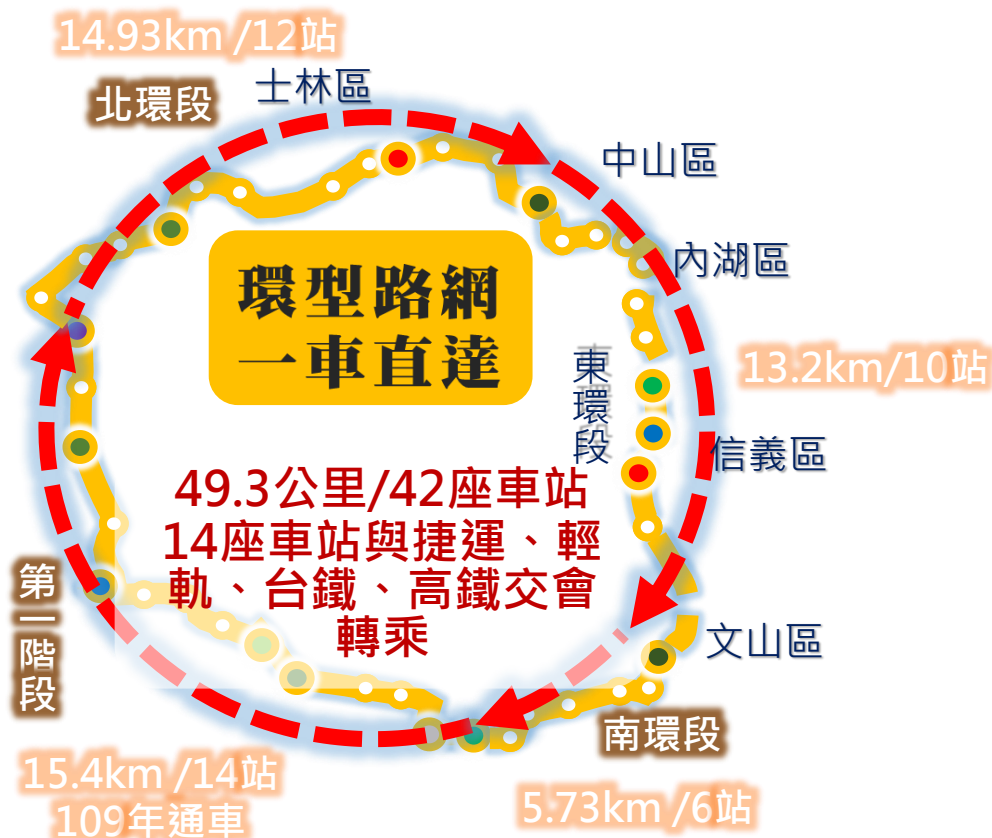 14.93km /12站
北環段
士林區
中山區
內湖區
環型路網
一車直達
東環段
13.2km/10站
信義區
49.3公里/42座車站
14座車站與捷運、輕
軌、台鐵、高鐵交會
轉乘
第一階段
文山區
南環段
15.4km /14站
109年通車
5.73km /6站